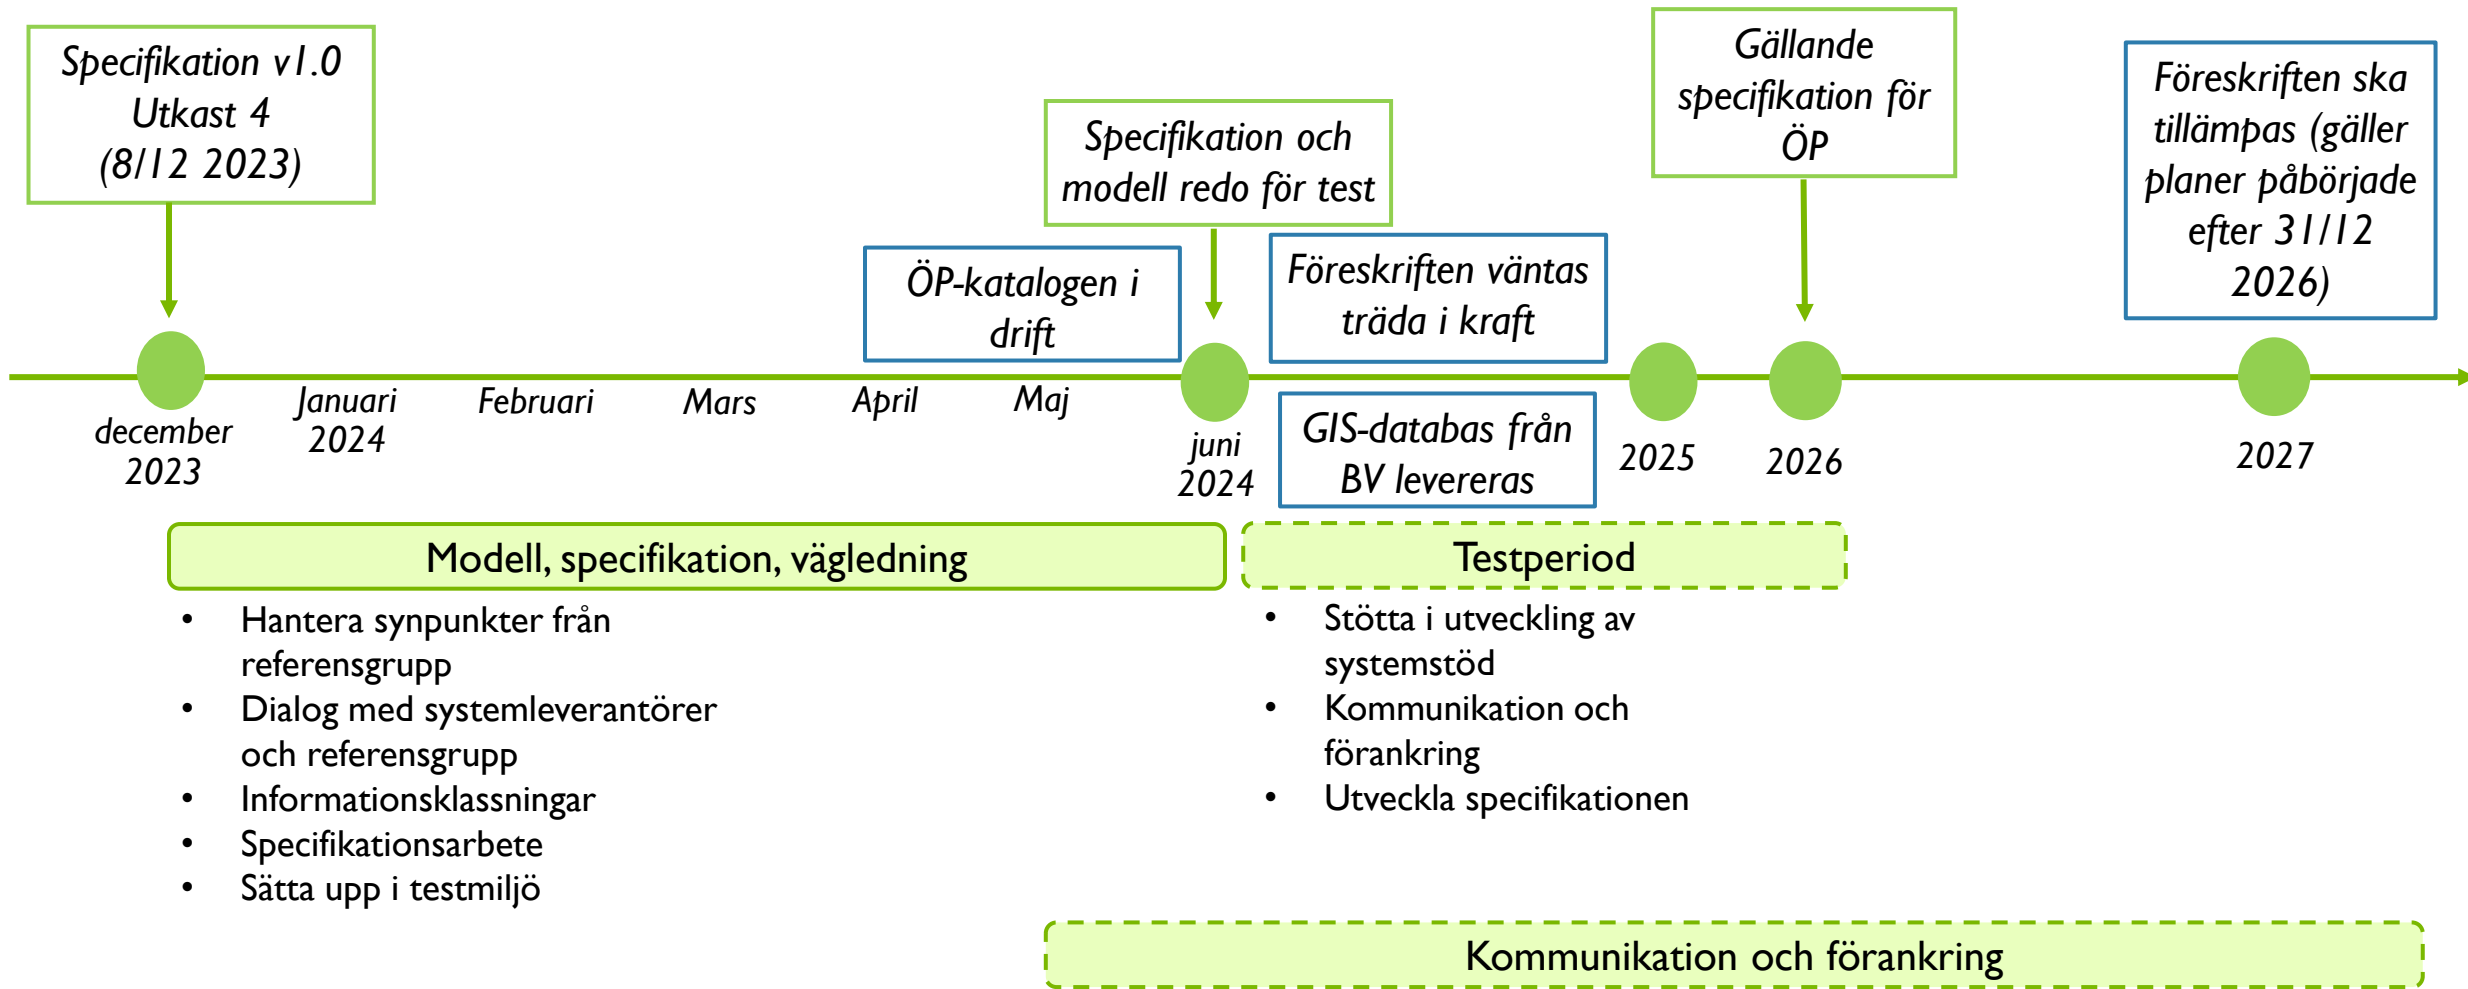 Specifikation v1.0
Utkast 4
(8/12 2023)
Specifikation och
modell redo för test
Gällande
specifikation för
ÖP
Föreskriften ska
tillämpas (gäller
planer påbörjade
efter 31/12
2026)
ÖP-katalogen i
drift
Föreskriften väntas
träda i kraft
december
2023
Januari
2024
Februari
Mars
April
Maj
juni
2024
GIS-databas från
BV levereras
2025
2026
2027
Modell, specifikation, vägledning
• Hantera synpunkter från
referensgrupp
• Dialog med systemleverantörer
och referensgrupp
• Informationsklassningar
• Specifikationsarbete
• Sätta upp i testmiljö
Testperiod
• Stötta i utveckling av
systemstöd
• Kommunikation och
förankring
• Utveckla specifikationen
Kommunikation och förankring